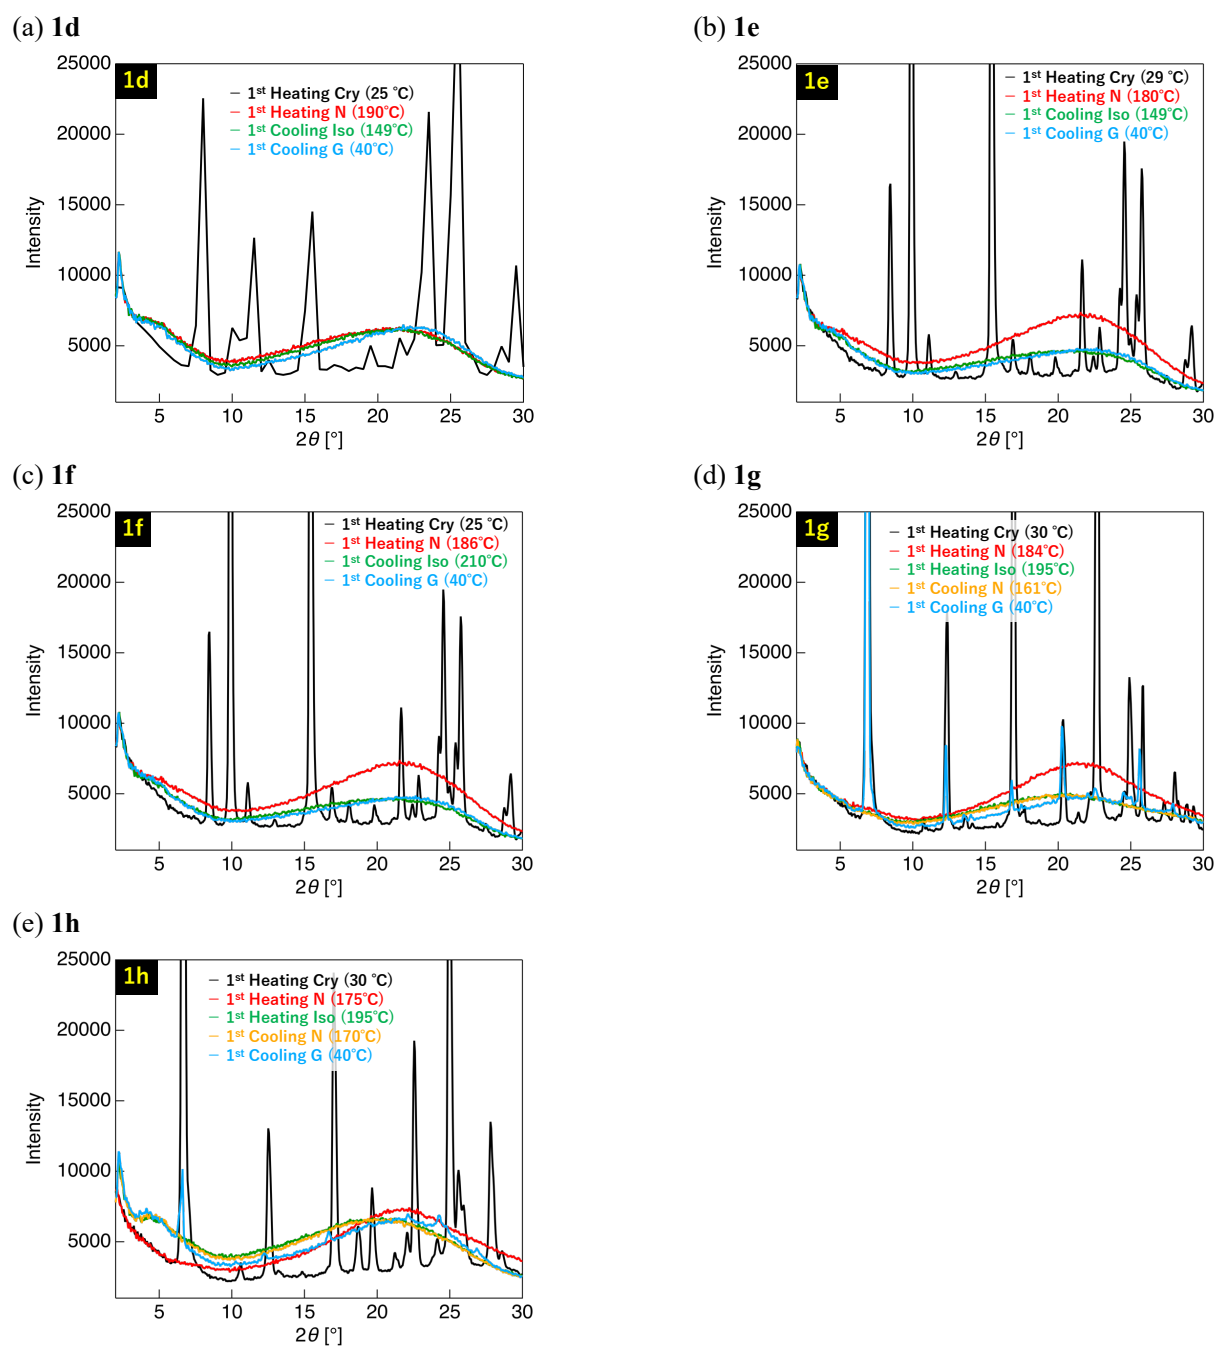 (a) 1d
1d
1st Heating Cry (25 °C)
1st Heating N (190°C)
1st Cooling Iso (149°C)
1st Cooling G (40°C)
25000
20000
15000
10000
5000
Intensity
5 10 15 20 25 30
2θ [°]
(b) 1e
1e
1st Heating Cry (29 °C)
1st Heating N (180°C)
1st Cooling Iso (149°C)
1st Cooling G (40°C)
25000
20000
15000
10000
5000
Intensity
5 10 15 20 25 30
2θ [°]
(c) 1f
1f
1st Heating Cry (25 °C)
1st Heating N (186°C)
1st Cooling Iso (210°C)
1st Cooling G (40°C)
25000
20000
15000
10000
5000
Intensity
5 10 15 20 25 30
2θ [°]
(d) 1g
1g
1st Heating Cry (30 °C)
1st Heating N (184°C)
1st Heating Iso (195°C)
1st Cooling N (161°C)
1st Cooling G (40°C)
25000
20000
15000
10000
5000
Intensity
5 10 15 20 25 30
2θ [°]
(e) 1h
1h
1st Heating Cry (30 °C)
1st Heating N (175°C)
1st Heating Iso (195°C)
1st Cooling N (170°C)
1st Cooling G (40°C)
25000
20000
15000
10000
5000
Intensity
5 10 15 20 25 30
2θ [°]